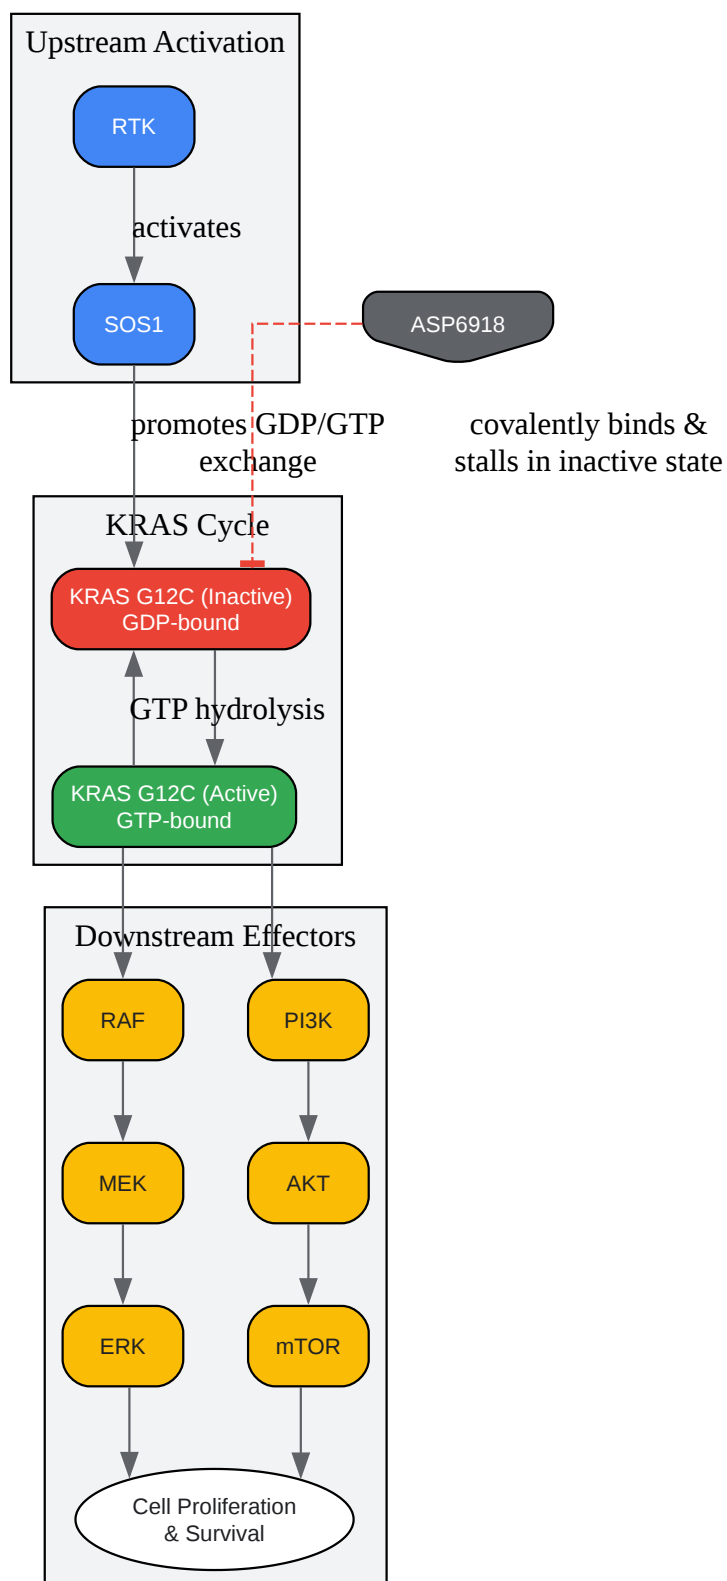 Upstream Activation
RTK
activates
SOS1
ASP6918
promotes GDP/GTP
exchange
covalently binds &
stalls in inactive state
KRAS Cycle
KRAS G12C (Inactive)
GDP-bound
GTP hydrolysis
KRAS G12C (Active)
GTP-bound
Downstream Effectors
RAF
PI3K
MEK
AKT
ERK
mTOR
Cell Proliferation
& Survival